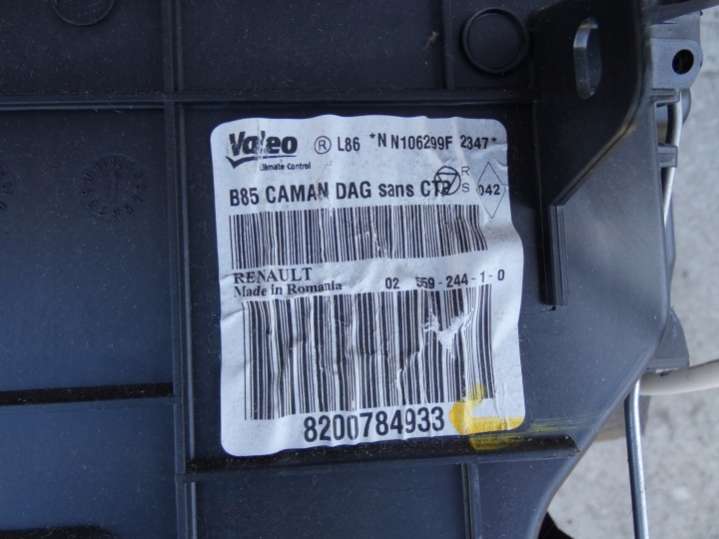 Valeo ® L86 *N N106299F 2347*
Climate Control
B85 CAMAN DAG sans CTP R
S 042
RENAULT
Made in Romania 02 659-244-1-0
8200784933